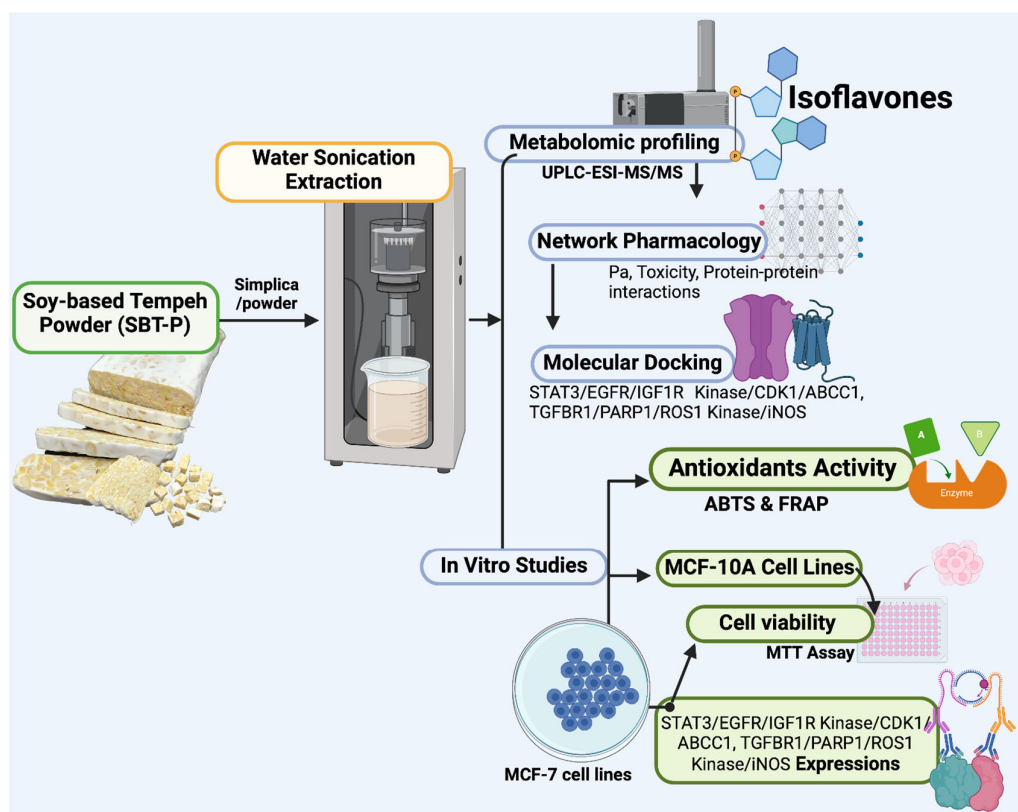 Isoflavones
Metabolomic profiling
UPLC-ESI-MS/MS
P
P
Water Sonication
Extraction
Network Pharmacology
Pa, Toxicity, Protein-protein
interactions
Simplica
/powder
Soy-based Tempeh
Powder (SBT-P)
Molecular Docking
STAT3/EGFR/IGF1R Kinase/CDK1/ABCC1,
TGFBR1/PARP1/ROS1 Kinase/iNOS
Antioxidants Activity
ABTS & FRAP
A
B
Enzyme
In Vitro Studies
MCF-10A Cell Lines
Cell viability
MTT Assay
STAT3/EGFR/IGF1R Kinase/CDK1/
ABCC1, TGFBR1/PARP1/ROS1
Kinase/iNOS Expressions
MCF-7 cell lines